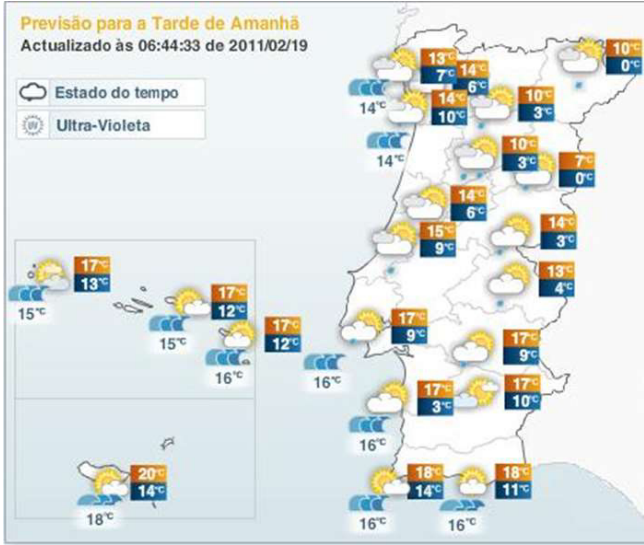 Previsão para a Tarde de Amanhã
Actualizado às 06:44:33 de 2011/02/19
Estado do tempo
UV Ultra-Violeta
10°C
0°C
13°C
7°C
14°C
6°C
14°C
14°C
10°C
10°C
3°C
14°C
10°C
3°C
7°C
0°C
14°C
6°C
15°C
9°C
14°C
3°C
13°C
4°C
17°C
13°C
15°C
17°C
12°C
15°C
17°C
12°C
16°C
17°C
9°C
16°C
17°C
9°C
17°C
3°C
16°C
17°C
10°C
20°C
14°C
18°C
18°C
14°C
16°C
18°C
11°C
16°C